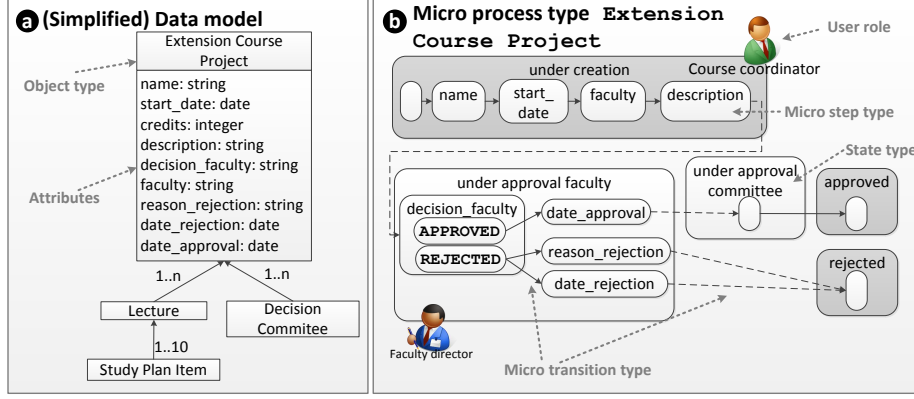 a (Simplified) Data model
Extension Course
Project
Object type
name: string
start_date: date
credits: integer
description: string
decision_faculty: string
faculty: string
reason_rejection: string
date_rejection: date
date_approval: date
Attributes
1..n
1..n
Lecture
Decision
Commitee
1..10
Study Plan Item
b Micro process type Extension
Course Project
User role
under creation
Course coordinator
name
start_
date
faculty
description
Micro step type
State type
under approval faculty
under approval
committee
approved
decision_faculty
date_approval
APPROVED
REJECTED
reason_rejection
rejected
date_rejection
Faculty director
Micro transition type